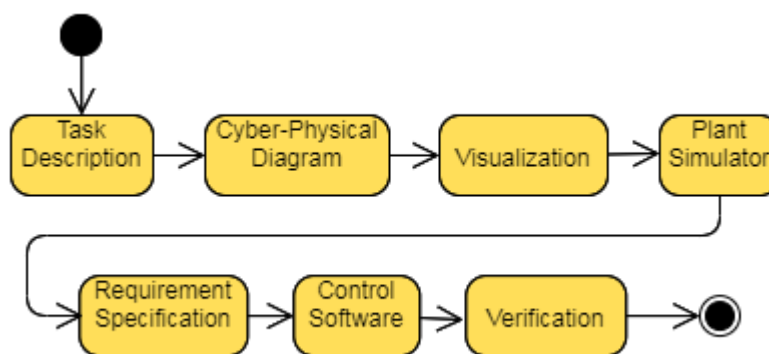 Task
Description
Cyber-Physical
Diagram
Visualization
Plant
Simulator
Requirement
Specification
Control
Software
Verification